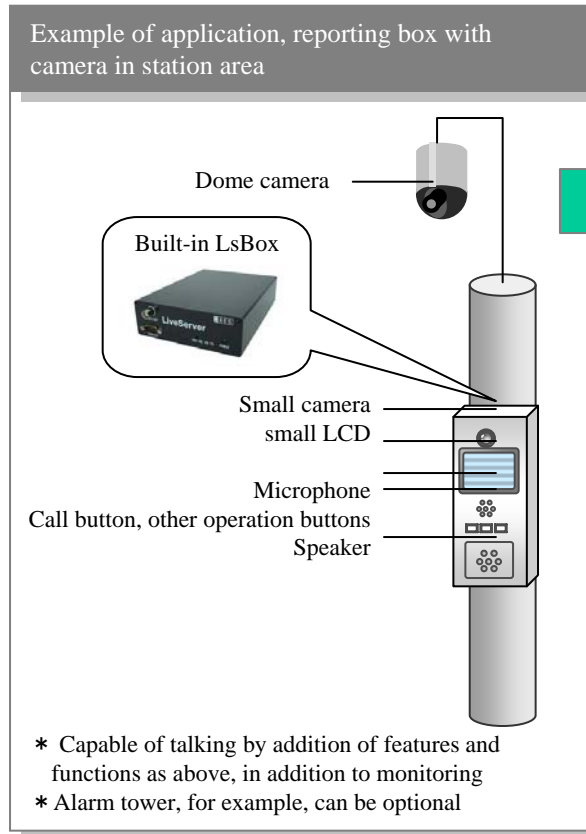 Example of application, reporting box with
camera in station area
Dome camera
Built-in LsBox
LiveServer
Small camera
small LCD
Microphone
Call button, other operation buttons
Speaker
* Capable of talking by addition of features and
functions as above, in addition to monitoring
* Alarm tower, for example, can be optional